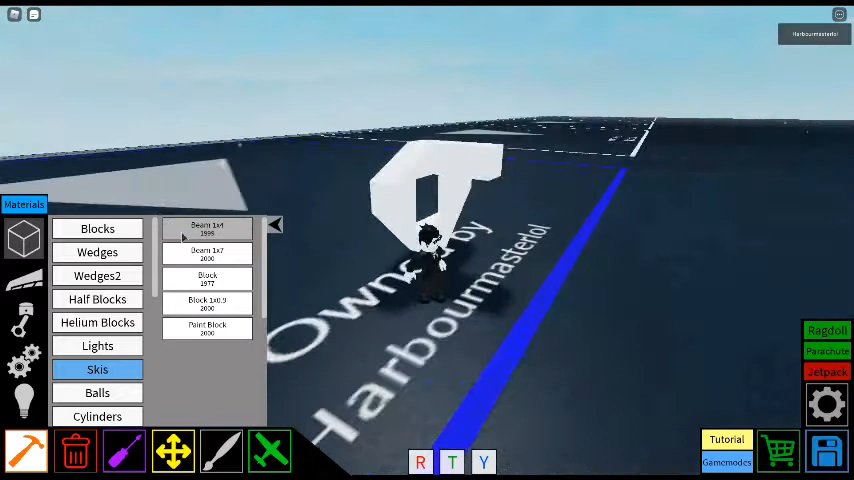 Harbourmasterlol
Materials
Blocks
Wedges
Wedges2
Half Blocks
Helium Blocks
Lights
Skis
Balls
Cylinders
Beam 1x4
1999
Beam 1x7
2000
Block
1977
Block 1x0.9
2000
Paint Block
2000
Owned by
Harbourmasterlol
Ragdoll
Parachute
Jetpack
Tutorial
Gamemodes
R T Y